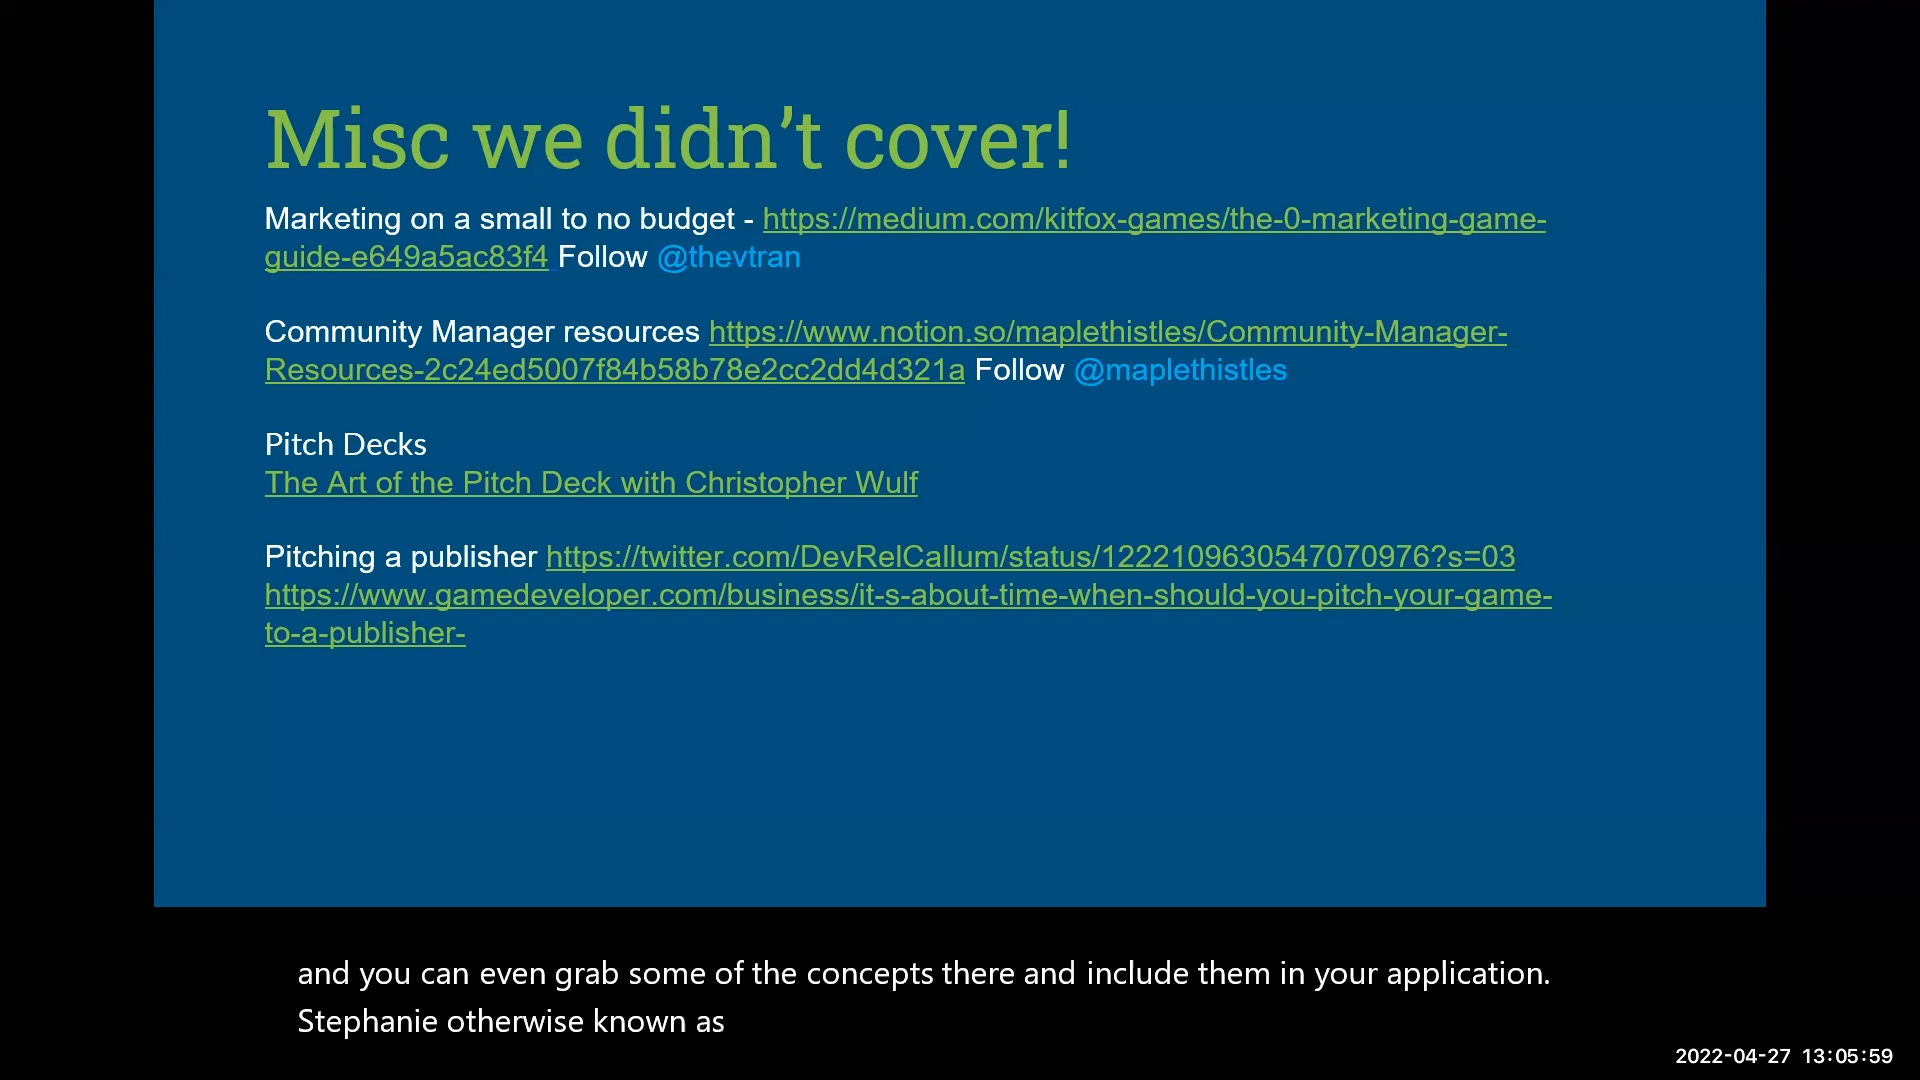 Misc we didn’t cover!
Marketing on a small to no budget - https://medium.com/kitfox-games/the-0-marketing-game-
guide-e649a5ac83f4 Follow @thevtran
Community Manager resources https://www.notion.so/maplethistles/Community-Manager-
Resources-2c24ed5007f84b58b78e2cc2dd4d321a Follow @maplethistles
Pitch Decks
The Art of the Pitch Deck with Christopher Wulf
Pitching a publisher https://twitter.com/DevRelCallum/status/1222109630547070976?s=03
https://www.gamedeveloper.com/business/it-s-about-time-when-should-you-pitch-your-game-
to-a-publisher-
and you can even grab some of the concepts there and include them in your application.
Stephanie otherwise known as
2022-04-27 13:05:59